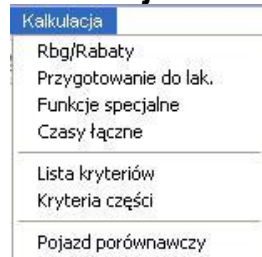 Kalkulacja
Rbg/Rabaty
Przygotowanie do lak.
Funkcje specjalne
Czasy łączne
Lista kryteriów
Kryteria części
Pojazd porównawczy